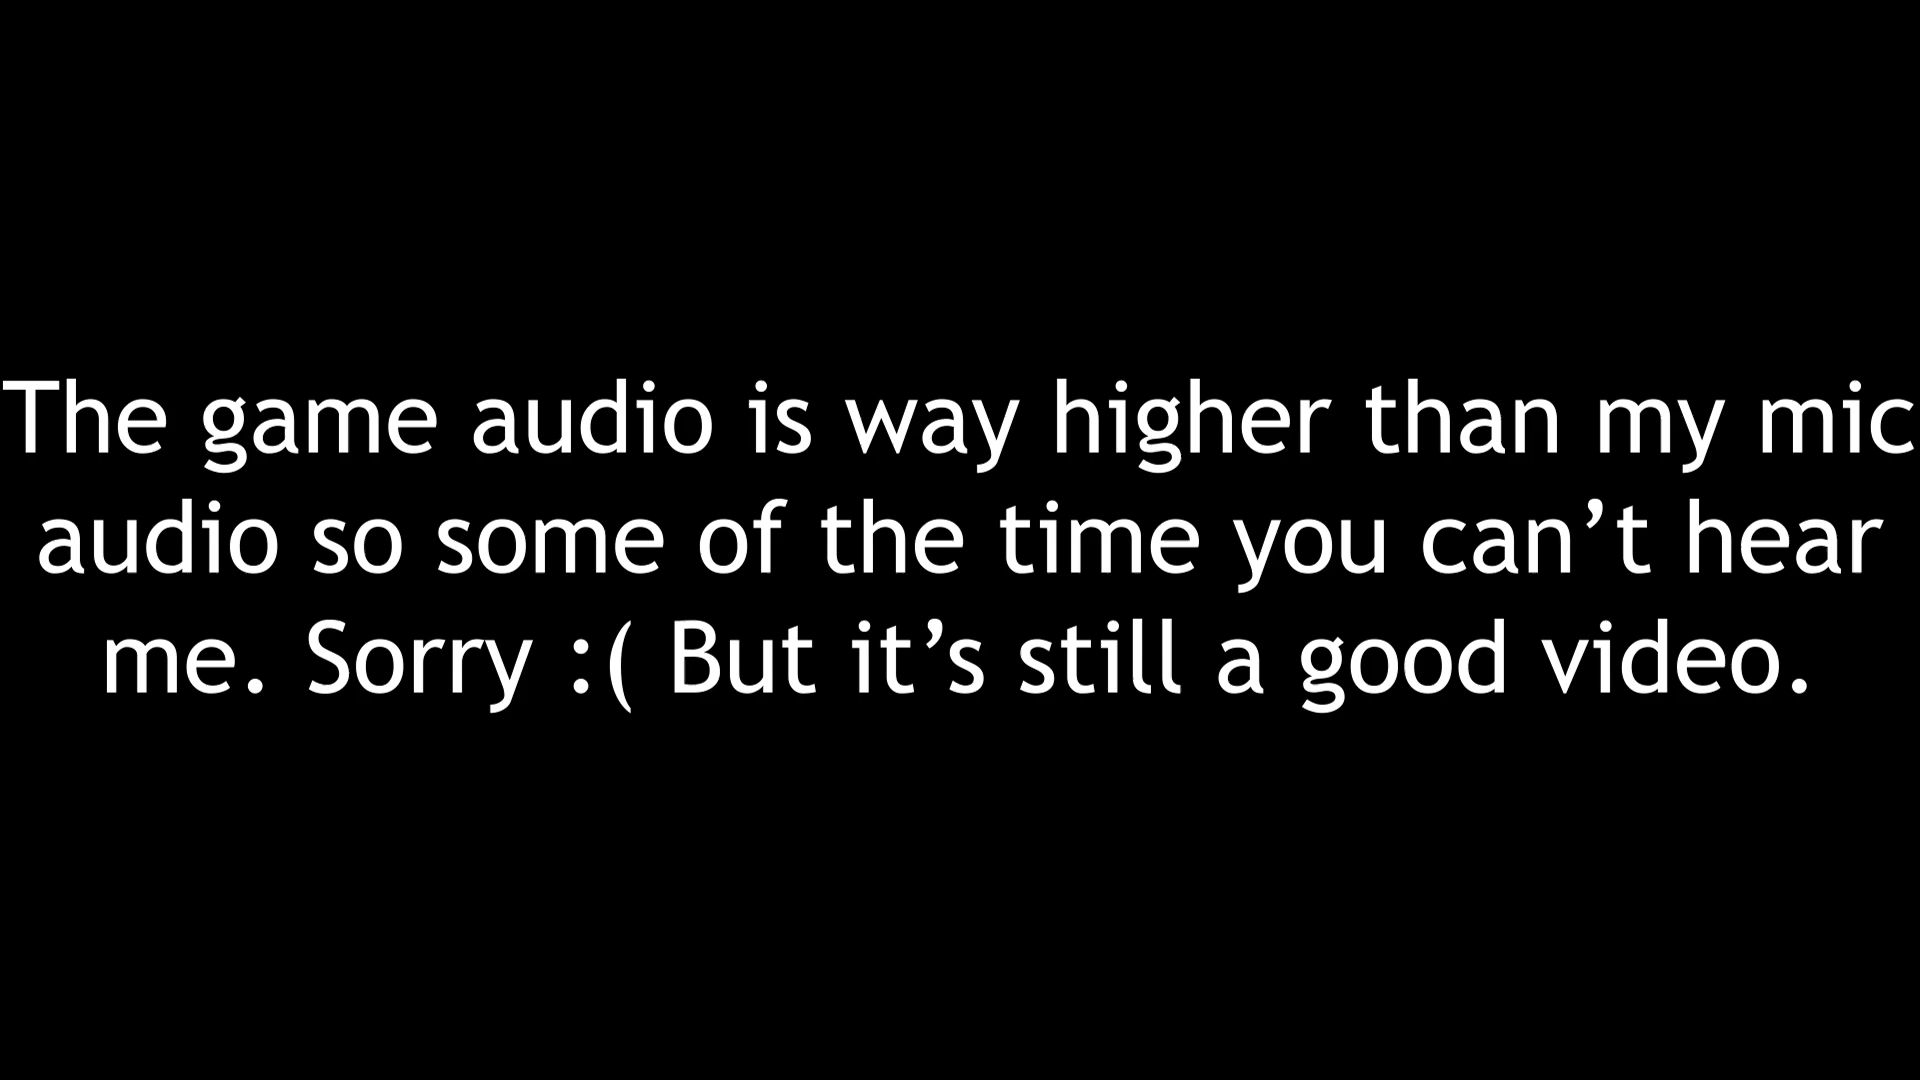 The game audio is way higher than my mic
audio so some of the time you can’t hear
me. Sorry :( But it’s still a good video.